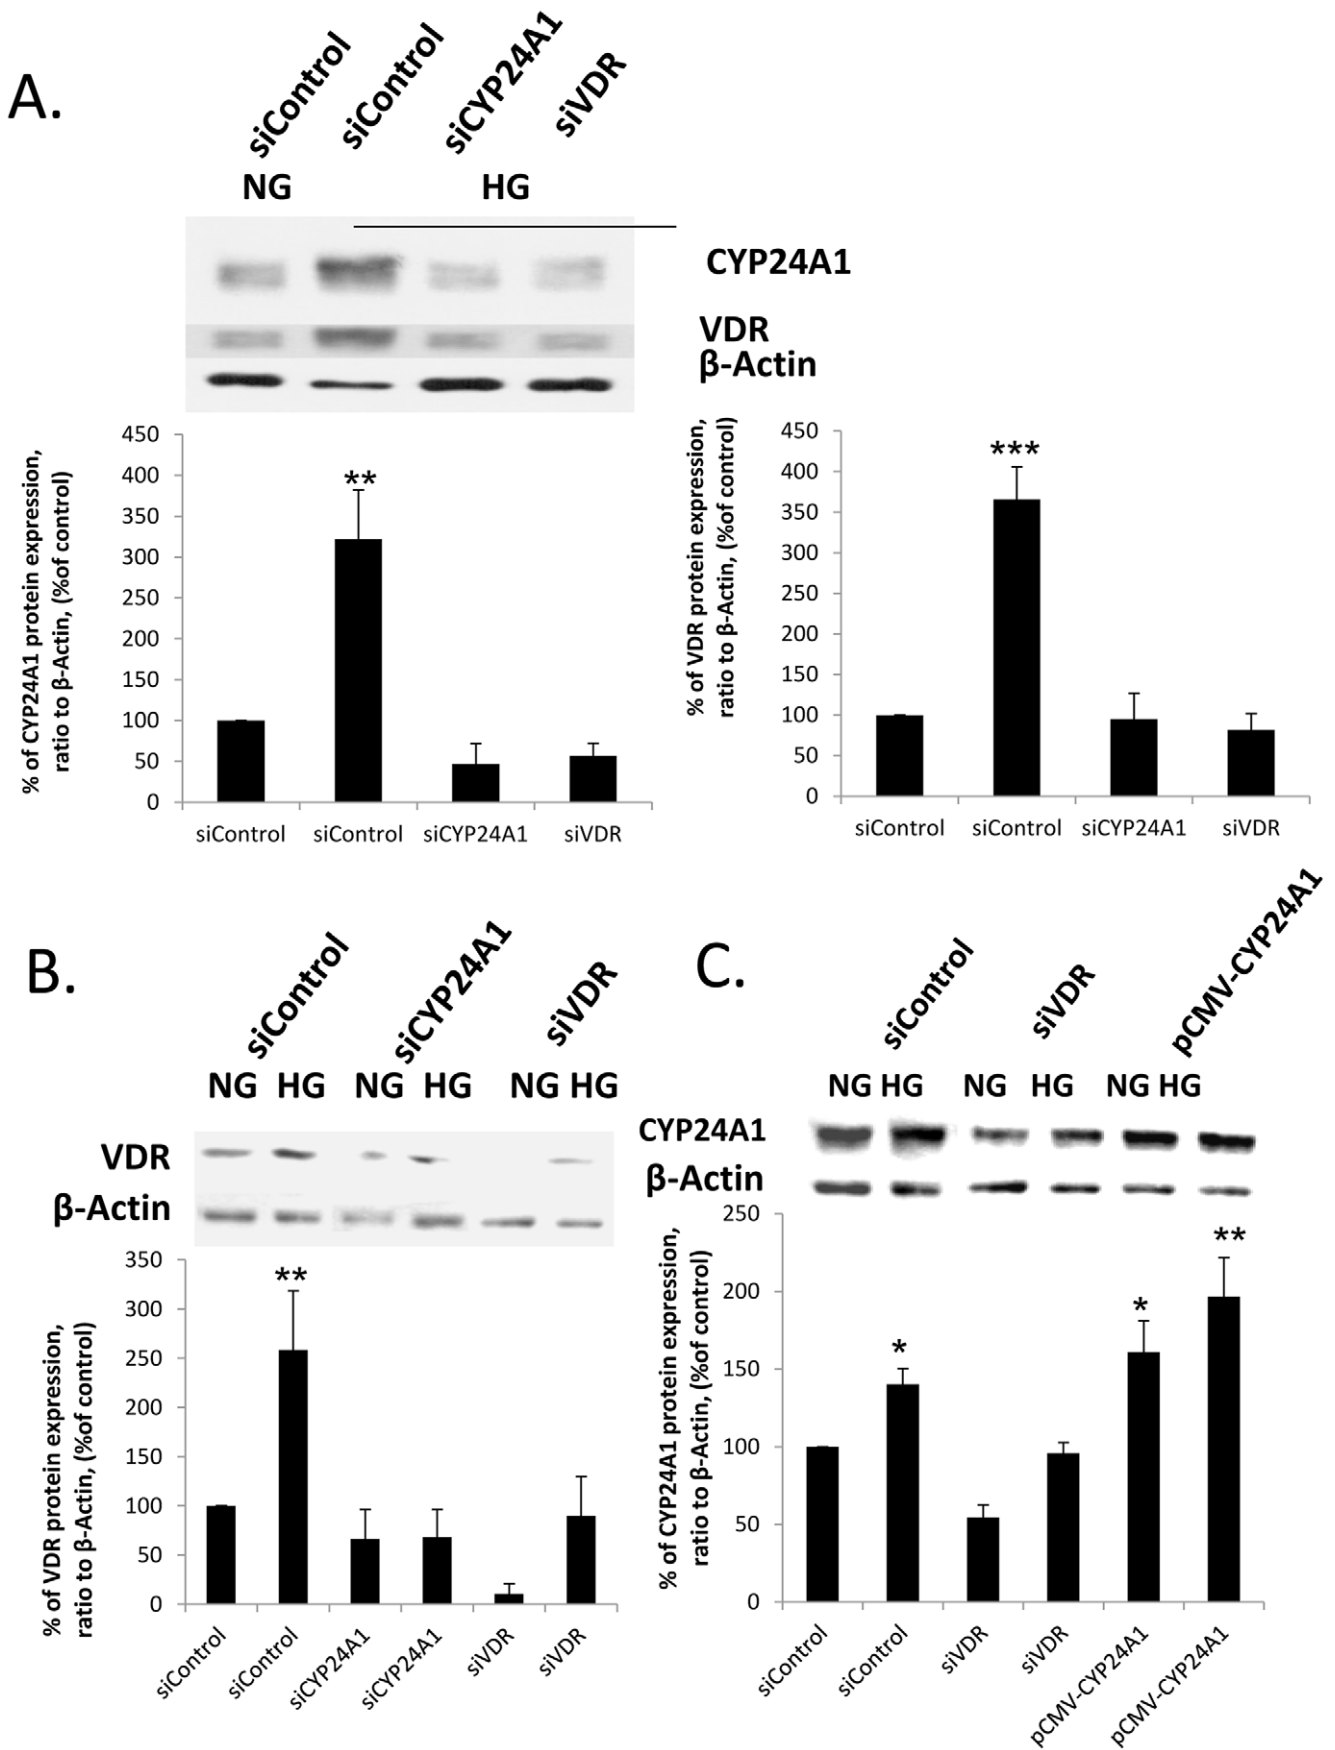 A.
siControl
siControl
siCYP24A1
siVDR
NG
HG
CYP24A1
VDR
β-Actin
% of CYP24A1 protein expression,
ratio to β-Actin, (%of control)
450
400
350
300
250
200
150
100
50
0
**
siControl
siControl
siCYP24A1
siVDR
% of VDR protein expression,
ratio to β-Actin, (%of control)
450
400
350
300
250
200
150
100
50
0
***
siControl
siControl
siCYP24A1
siVDR
B.
siControl
siCYP24A1
siVDR
NG HG NG HG NG HG
VDR
β-Actin
% of VDR protein expression,
ratio to β-Actin, (%of control)
350
300
250
200
150
100
50
0
**
siControl
siControl
siCYP24A1
siCYP24A1
siVDR
siVDR
C.
siControl
siVDR
pCMV-CYP24A1
NG HG NG HG NG HG
CYP24A1
β-Actin
% of CYP24A1 protein expression,
ratio to β-Actin, (%of control)
250
200
150
100
50
0
*
*
**
siControl
siControl
siVDR
siVDR
pCMV-CYP24A1
pCMV-CYP24A1